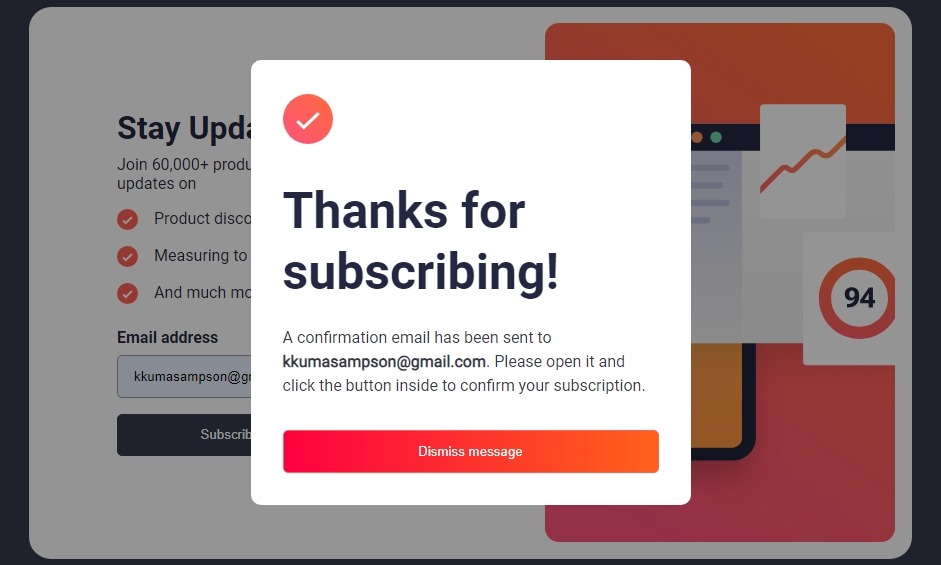 Stay Upda
Join 60,000+ produ
updates on
Product disco
Measuring to
And much mo
Email address
kkumasampson@g
Subscrib
Thanks for
subscribing!
A confirmation email has been sent to
kkumasampson@gmail.com. Please open it and
click the button inside to confirm your subscription.
Dismiss message
94